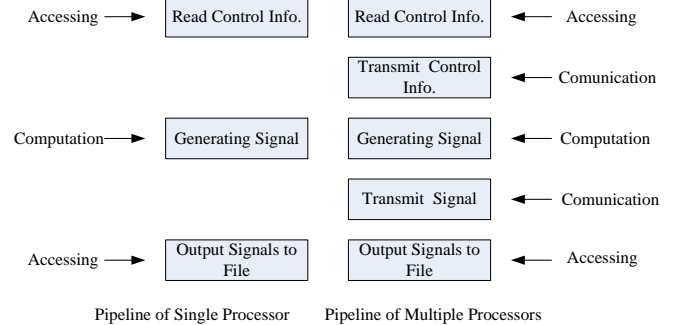 Accessing Read Control Info. Read Control Info. Accessing
Transmit Control
Info.
Comunication
Computation Generating Signal Generating Signal Computation
Transmit Signal Comunication
Accessing Output Signals to
File
Output Signals to
File
Accessing
Pipeline of Single Processor Pipeline of Multiple Processors